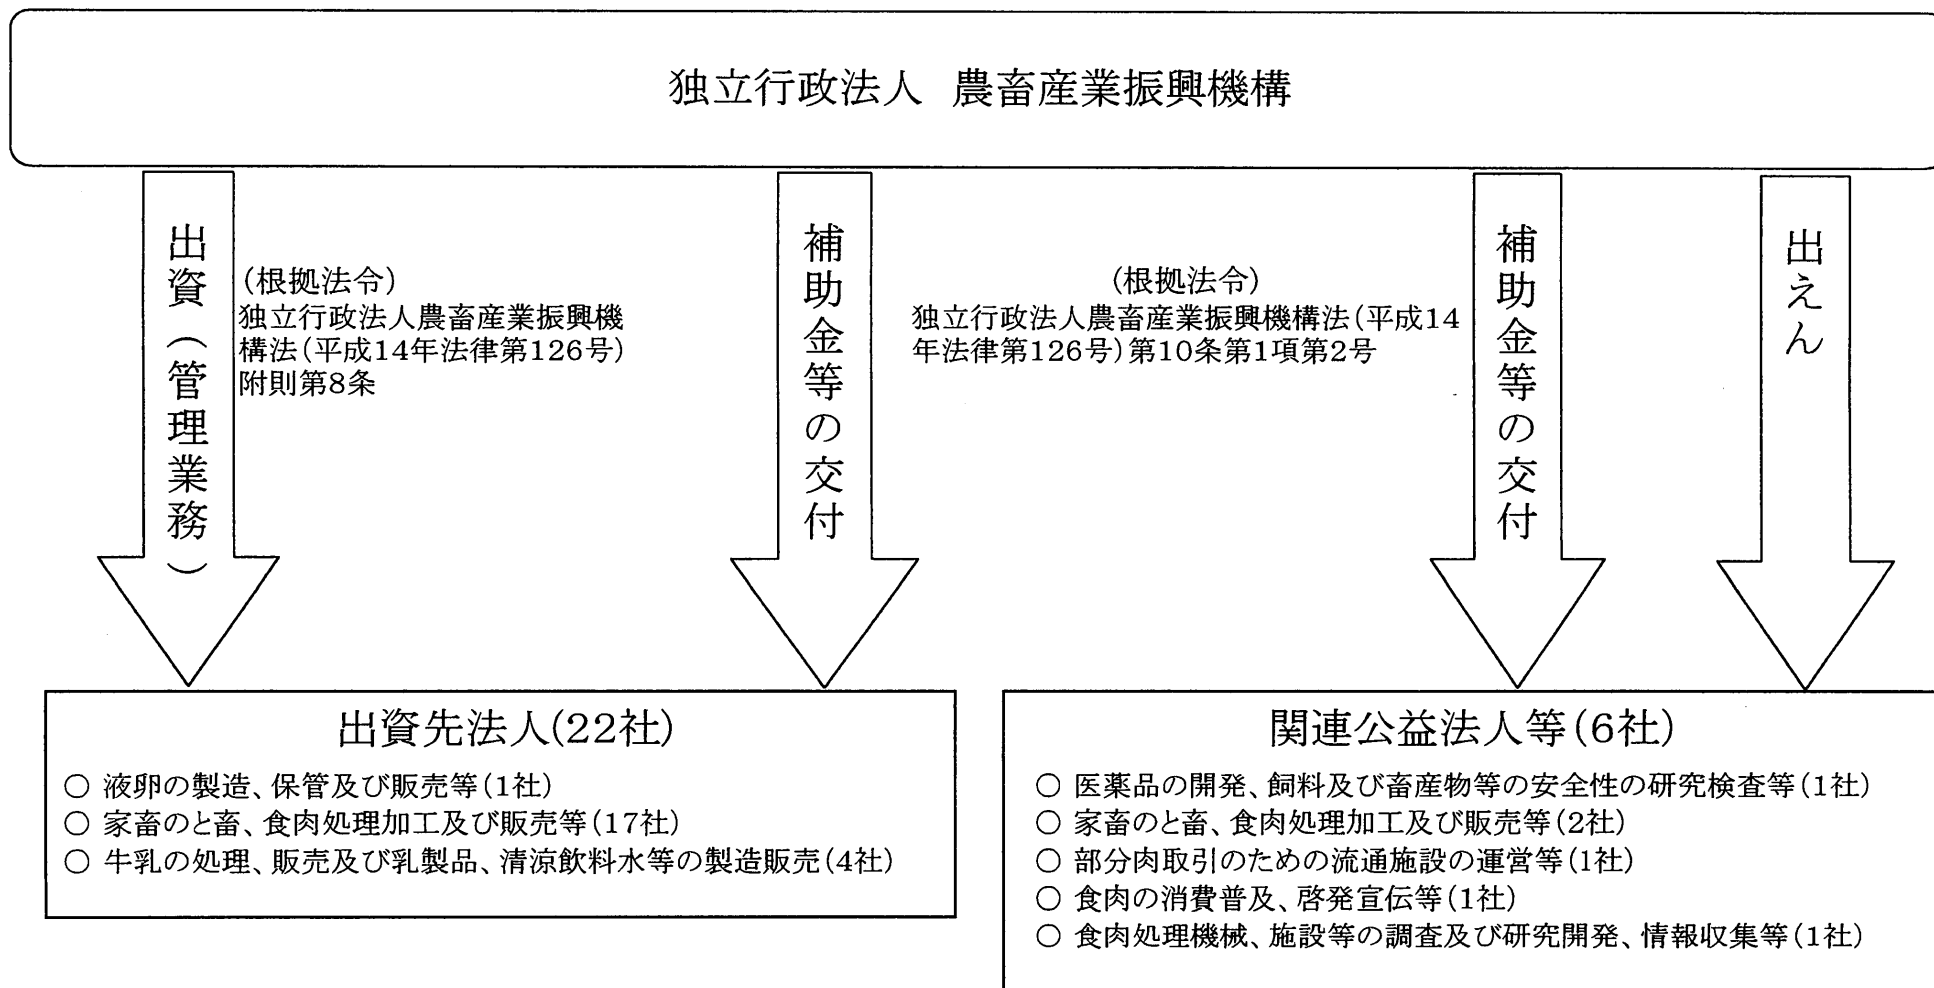 独立行政法人 農畜産業振興機構
出資（管理業務）
(根拠法令)
独立行政法人農畜産業振興機
構法(平成14年法律第126号)
附則第8条
補助金等の交付
(根拠法令)
独立行政法人農畜産業振興機構法(平成14
年法律第126号)第10条第1項第2号
補助金等の交付
出えん
出資先法人(22社)
○ 液卵の製造、保管及び販売等(1社)
○ 家畜のと畜、食肉処理加工及び販売等(17社)
○ 牛乳の処理、販売及び乳製品、清涼飲料水等の製造販売(4社)
関連公益法人等(6社)
○ 医薬品の開発、飼料及び畜産物等の安全性の研究検査等(1社)
○ 家畜のと畜、食肉処理加工及び販売等(2社)
○ 部分肉取引のための流通施設の運営等(1社)
○ 食肉の消費普及、啓発宣伝等(1社)
○ 食肉処理機械、施設等の調査及び研究開発、情報収集等(1社)